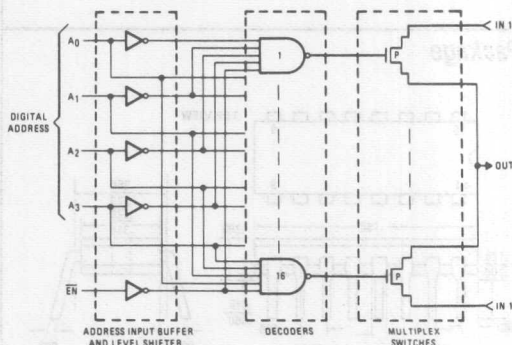 A0
IN 1
1
P
A1
DIGITAL
ADDRESS
A2
OUT
A3
16
P
EN
IN 1
ADDRESS INPUT BUFFER
AND LEVEL SHIFTER
DECODERS
MULTIPLEX
SWITCHES